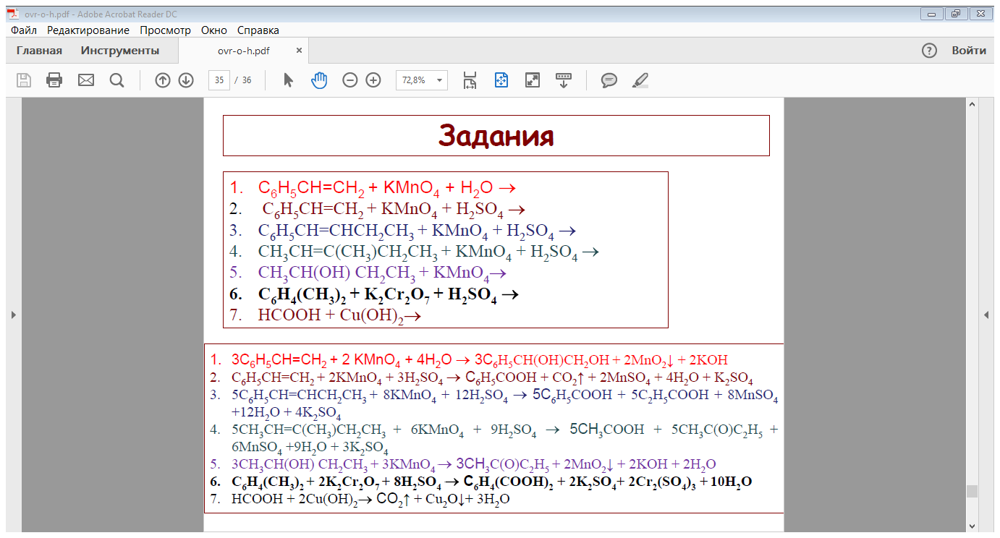 ovr-o-h.pdf - Adobe Acrobat Reader DC
Файл Редактирование Просмотр Окно Справка
Главная Инструменты ovr-o-h.pdf × ? Войти
35 / 36 72,8%
Задания
1. C₆H₅CH=CH₂ + KMnO₄ + H₂O →
2. C₆H₅CH=CH₂ + KMnO₄ + H₂SO₄ →
3. C₆H₅CH=CHCH₂CH₃ + KMnO₄ + H₂SO₄ →
4. CH₃CH=C(CH₃)CH₂CH₃ + KMnO₄ + H₂SO₄ →
5. CH₃CH(OH) CH₂CH₃ + KMnO₄→
6. C₆H₄(CH₃)₂ + K₂Cr₂O₇ + H₂SO₄ →
7. HCOOH + Cu(OH)₂→
1. 3C₆H₅CH=CH₂ + 2 KMnO₄ + 4H₂O → 3C₆H₅CH(OH)CH₂OH + 2MnO₂↓ + 2KOH
2. C₆H₅CH=CH₂ + 2KMnO₄ + 3H₂SO₄ → C₆H₅COOH + CO₂↑ + 2MnSO₄ + 4H₂O + K₂SO₄
3. 5C₆H₅CH=CHCH₂CH₃ + 8KMnO₄ + 12H₂SO₄ → 5C₆H₅COOH + 5C₂H₅COOH + 8MnSO₄
+12H₂O + 4K₂SO₄
4. 5CH₃CH=C(CH₃)CH₂CH₃ + 6KMnO₄ + 9H₂SO₄ → 5CH₃COOH + 5CH₃C(O)C₂H₅ +
6MnSO₄ +9H₂O + 3K₂SO₄
5. 3CH₃CH(OH) CH₂CH₃ + 3KMnO₄ → 3CH₃C(O)C₂H₅ + 2MnO₂↓ + 2KOH + 2H₂O
6. C₆H₄(CH₃)₂ + 2K₂Cr₂O₇ + 8H₂SO₄ → C₆H₄(COOH)₂ + 2K₂SO₄+ 2Cr₂(SO₄)₃ + 10H₂O
7. HCOOH + 2Cu(OH)₂→ CO₂↑ + Cu₂O↓+ 3H₂O